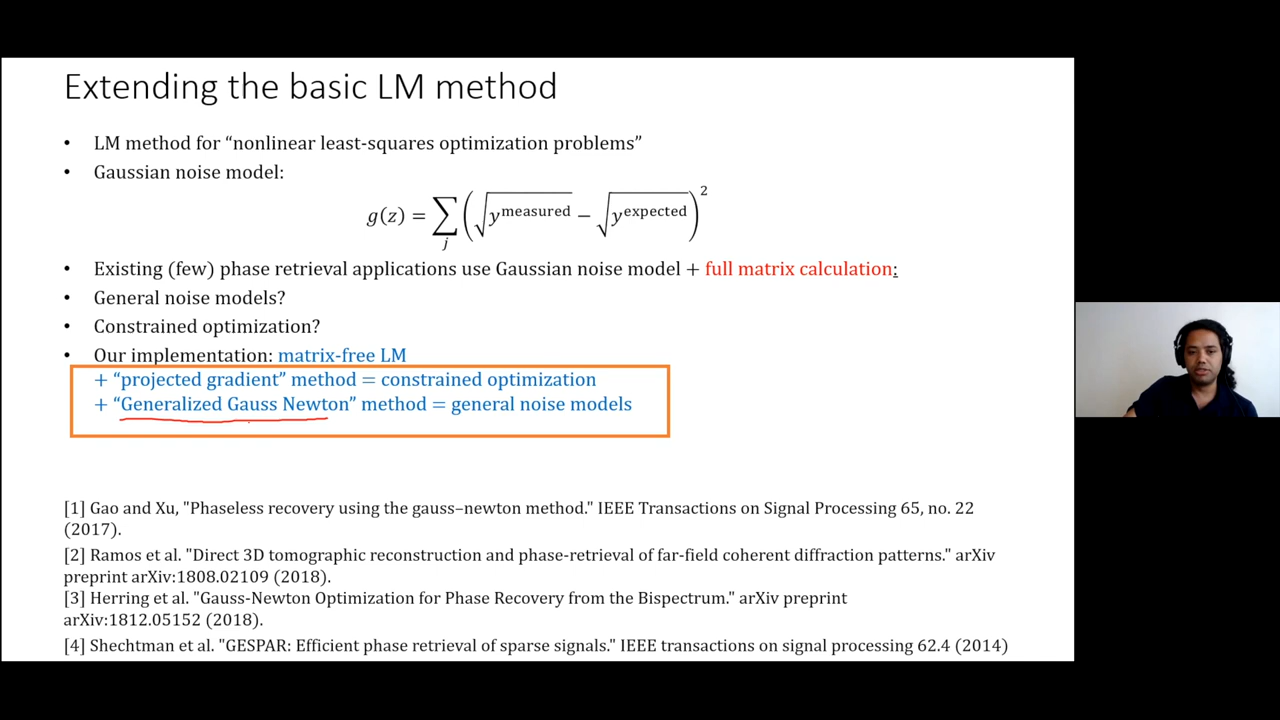 Extending the basic LM method
• LM method for “nonlinear least-squares optimization problems”
• Gaussian noise model:
g(z) = ∑_j (√y^measured − √y^expected)^2
• Existing (few) phase retrieval applications use Gaussian noise model + full matrix calculation:
• General noise models?
• Constrained optimization?
• Our implementation: matrix-free LM
+ “projected gradient” method = constrained optimization
+ “Generalized Gauss Newton” method = general noise models
[1] Gao and Xu, "Phaseless recovery using the gauss–newton method." IEEE Transactions on Signal Processing 65, no. 22
(2017).
[2] Ramos et al. "Direct 3D tomographic reconstruction and phase-retrieval of far-field coherent diffraction patterns." arXiv
preprint arXiv:1808.02109 (2018).
[3] Herring et al. "Gauss-Newton Optimization for Phase Recovery from the Bispectrum." arXiv preprint
arXiv:1812.05152 (2018).
[4] Shechtman et al. "GESPAR: Efficient phase retrieval of sparse signals." IEEE transactions on signal processing 62.4 (2014)